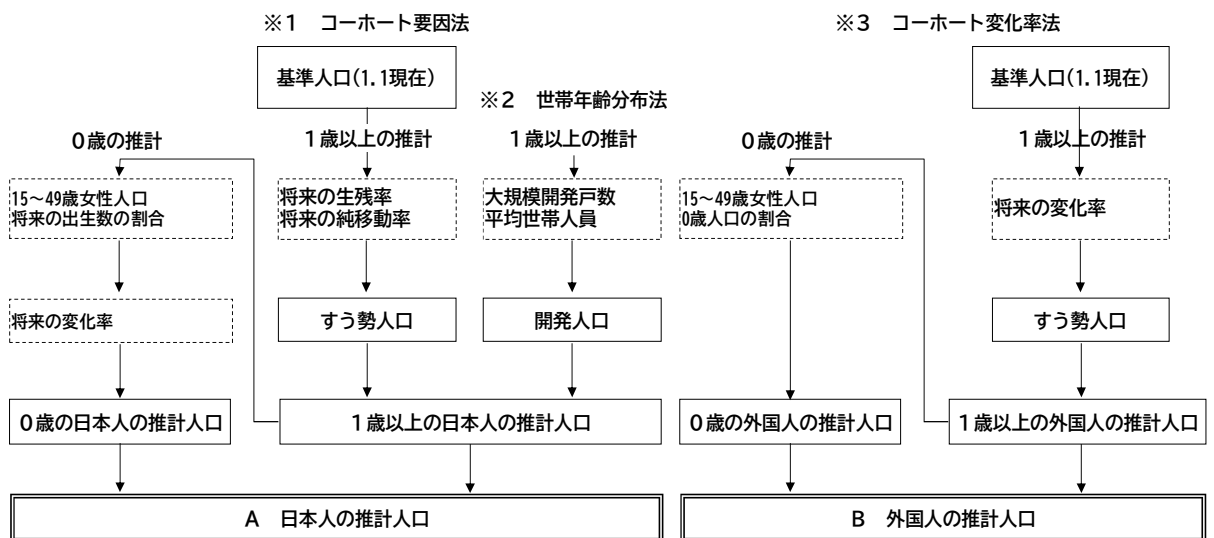 ※1 コーホート要因法
※3 コーホート変化率法
基準人口(1.1現在)
基準人口(1.1現在)
※2 世帯年齢分布法
0歳の推計
1歳以上の推計
1歳以上の推計
0歳の推計
1歳以上の推計
15～49歳女性人口
将来の出生数の割合
将来の生残率
将来の純移動率
大規模開発戸数
平均世帯人員
15～49歳女性人口
0歳人口の割合
将来の変化率
将来の変化率
すう勢人口
開発人口
すう勢人口
0歳の日本人の推計人口
1歳以上の日本人の推計人口
0歳の外国人の推計人口
1歳以上の外国人の推計人口
A 日本人の推計人口
B 外国人の推計人口